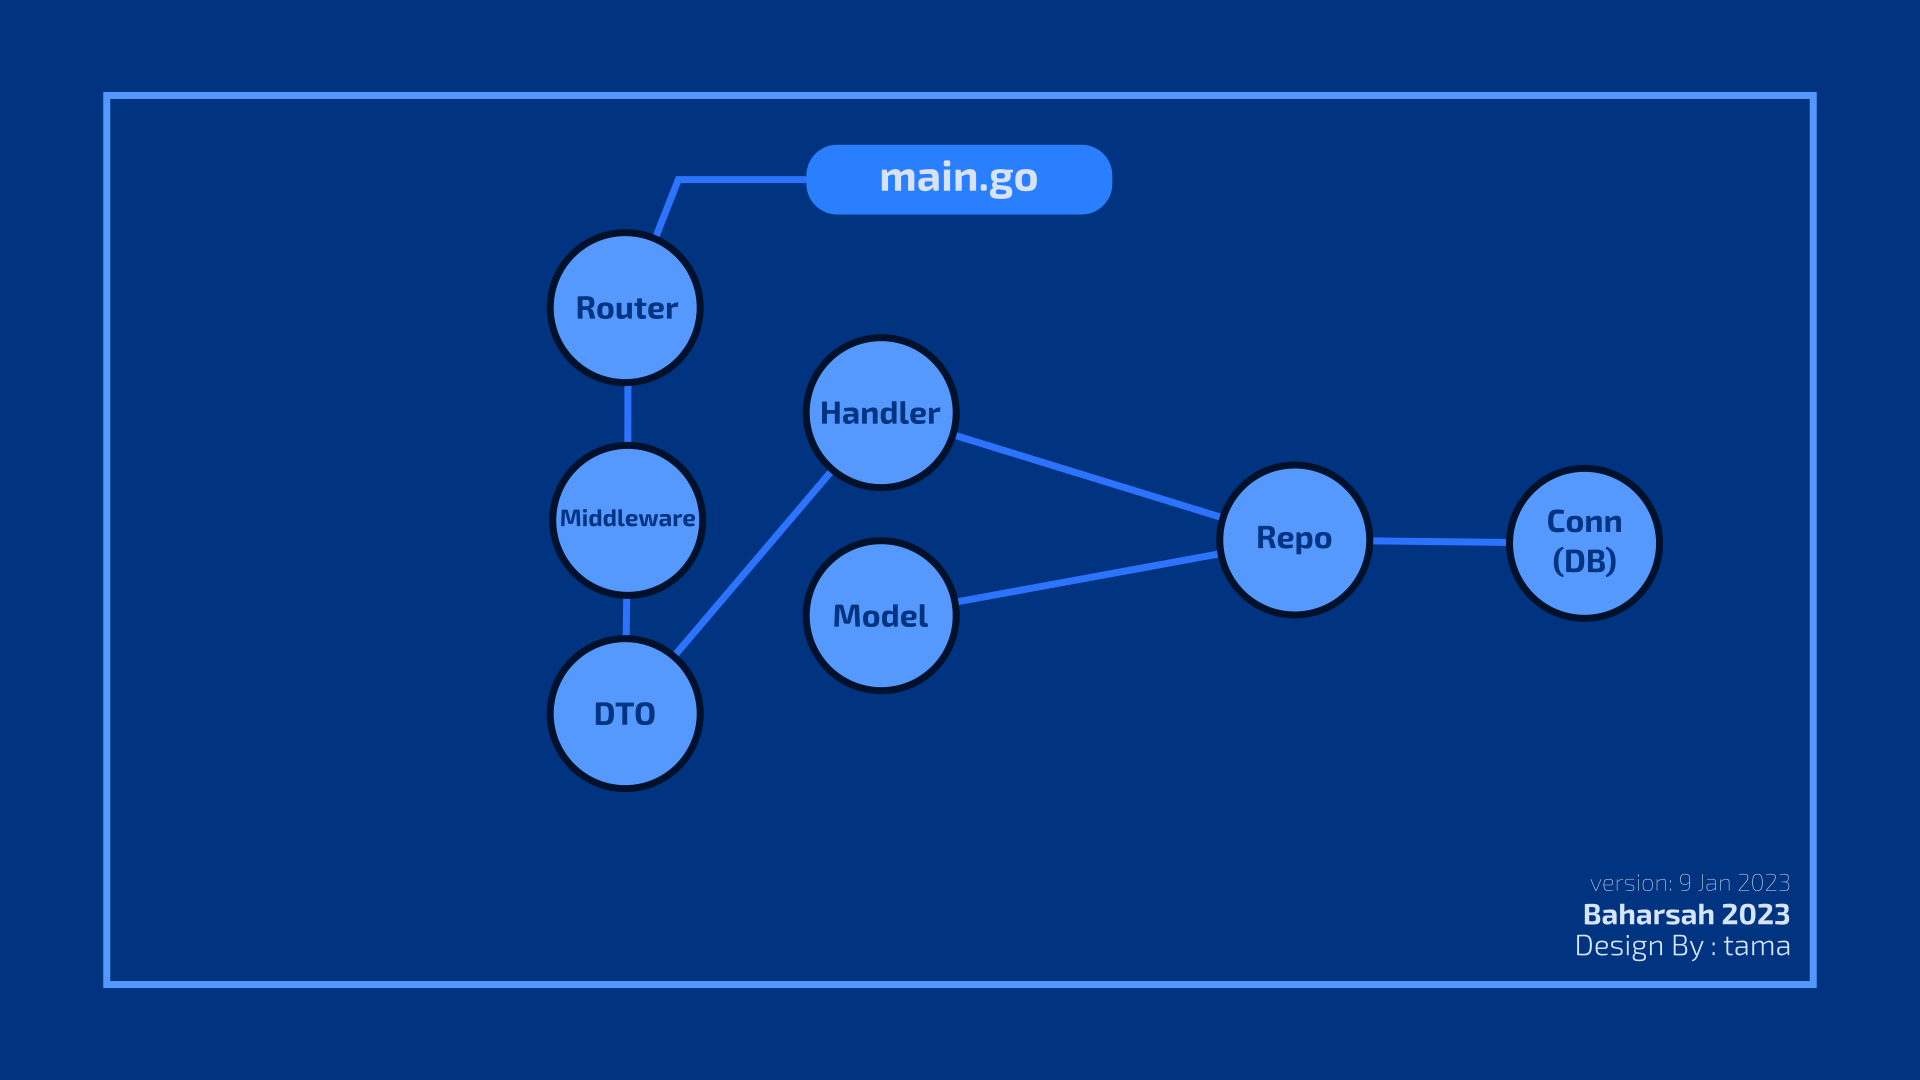 main.go
Router
Handler
Middleware
Repo
Conn
(DB)
Model
DTO
version: 9 Jan 2023
Baharsah 2023
Design By : tama